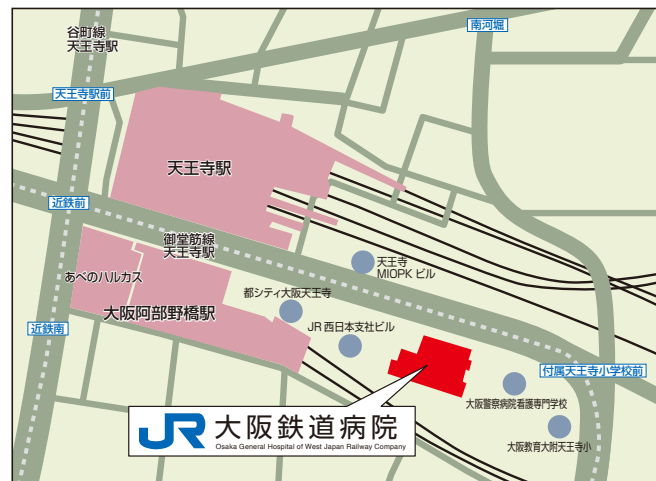 谷町線
天王寺駅
南河堀
天王寺駅前
天王寺駅
近鉄前
御堂筋線
天王寺駅
あべのハルカス
天王寺
MIOPK ビル
都シティ大阪天王寺
大阪阿部野橋駅
近鉄南
JR 西日本支社ビル
付属天王寺小学校前
大阪警察病院看護専門学校
大阪教育大附天王寺小
JR 大阪鉄道病院
Osaka General Hospital of West Japan Railway Company